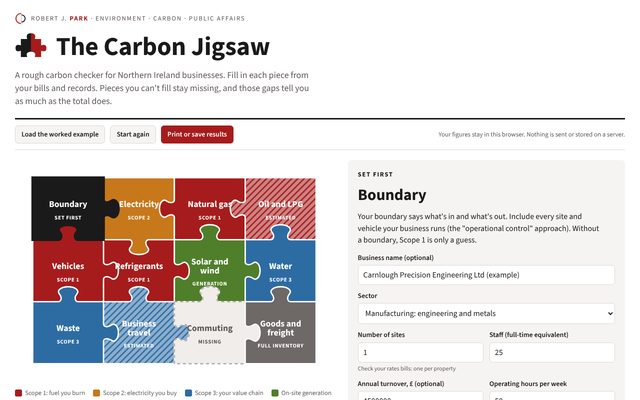 ROBERT J. PARK · ENVIRONMENT · CARBON · PUBLIC AFFAIRS
The Carbon Jigsaw
A rough carbon checker for Northern Ireland businesses. Fill in each piece from
your bills and records. Pieces you can't fill stay missing, and those gaps tell you
as much as the total does.
Load the worked example
Start again
Print or save results
Your figures stay in this browser. Nothing is sent or stored on a server.
Boundary
SET FIRST
Electricity
SCOPE 2
Natural gas
SCOPE 1
Oil and LPG
ESTIMATED
Vehicles
SCOPE 1
Refrigerants
SCOPE 1
Solar and
wind
GENERATION
Water
SCOPE 3
Waste
SCOPE 3
Business
travel
ESTIMATED
Commuting
MISSING
Goods and
freight
FULL INVENTORY
Scope 1: fuel you burn
Scope 2: electricity you buy
Scope 3: your value chain
On-site generation
SET FIRST
Boundary
Your boundary says what's in and what's out. Include every site and
vehicle your business runs (the "operational control" approach). Without
a boundary, Scope 1 is only a guess.
Business name (optional)
Carnlough Precision Engineering Ltd (example)
Sector
Manufacturing: engineering and metals
Number of sites
Staff (full-time equivalent)
1
25
Check your rates bills: one per property
Annual turnover, £ (optional)
Operating hours per week